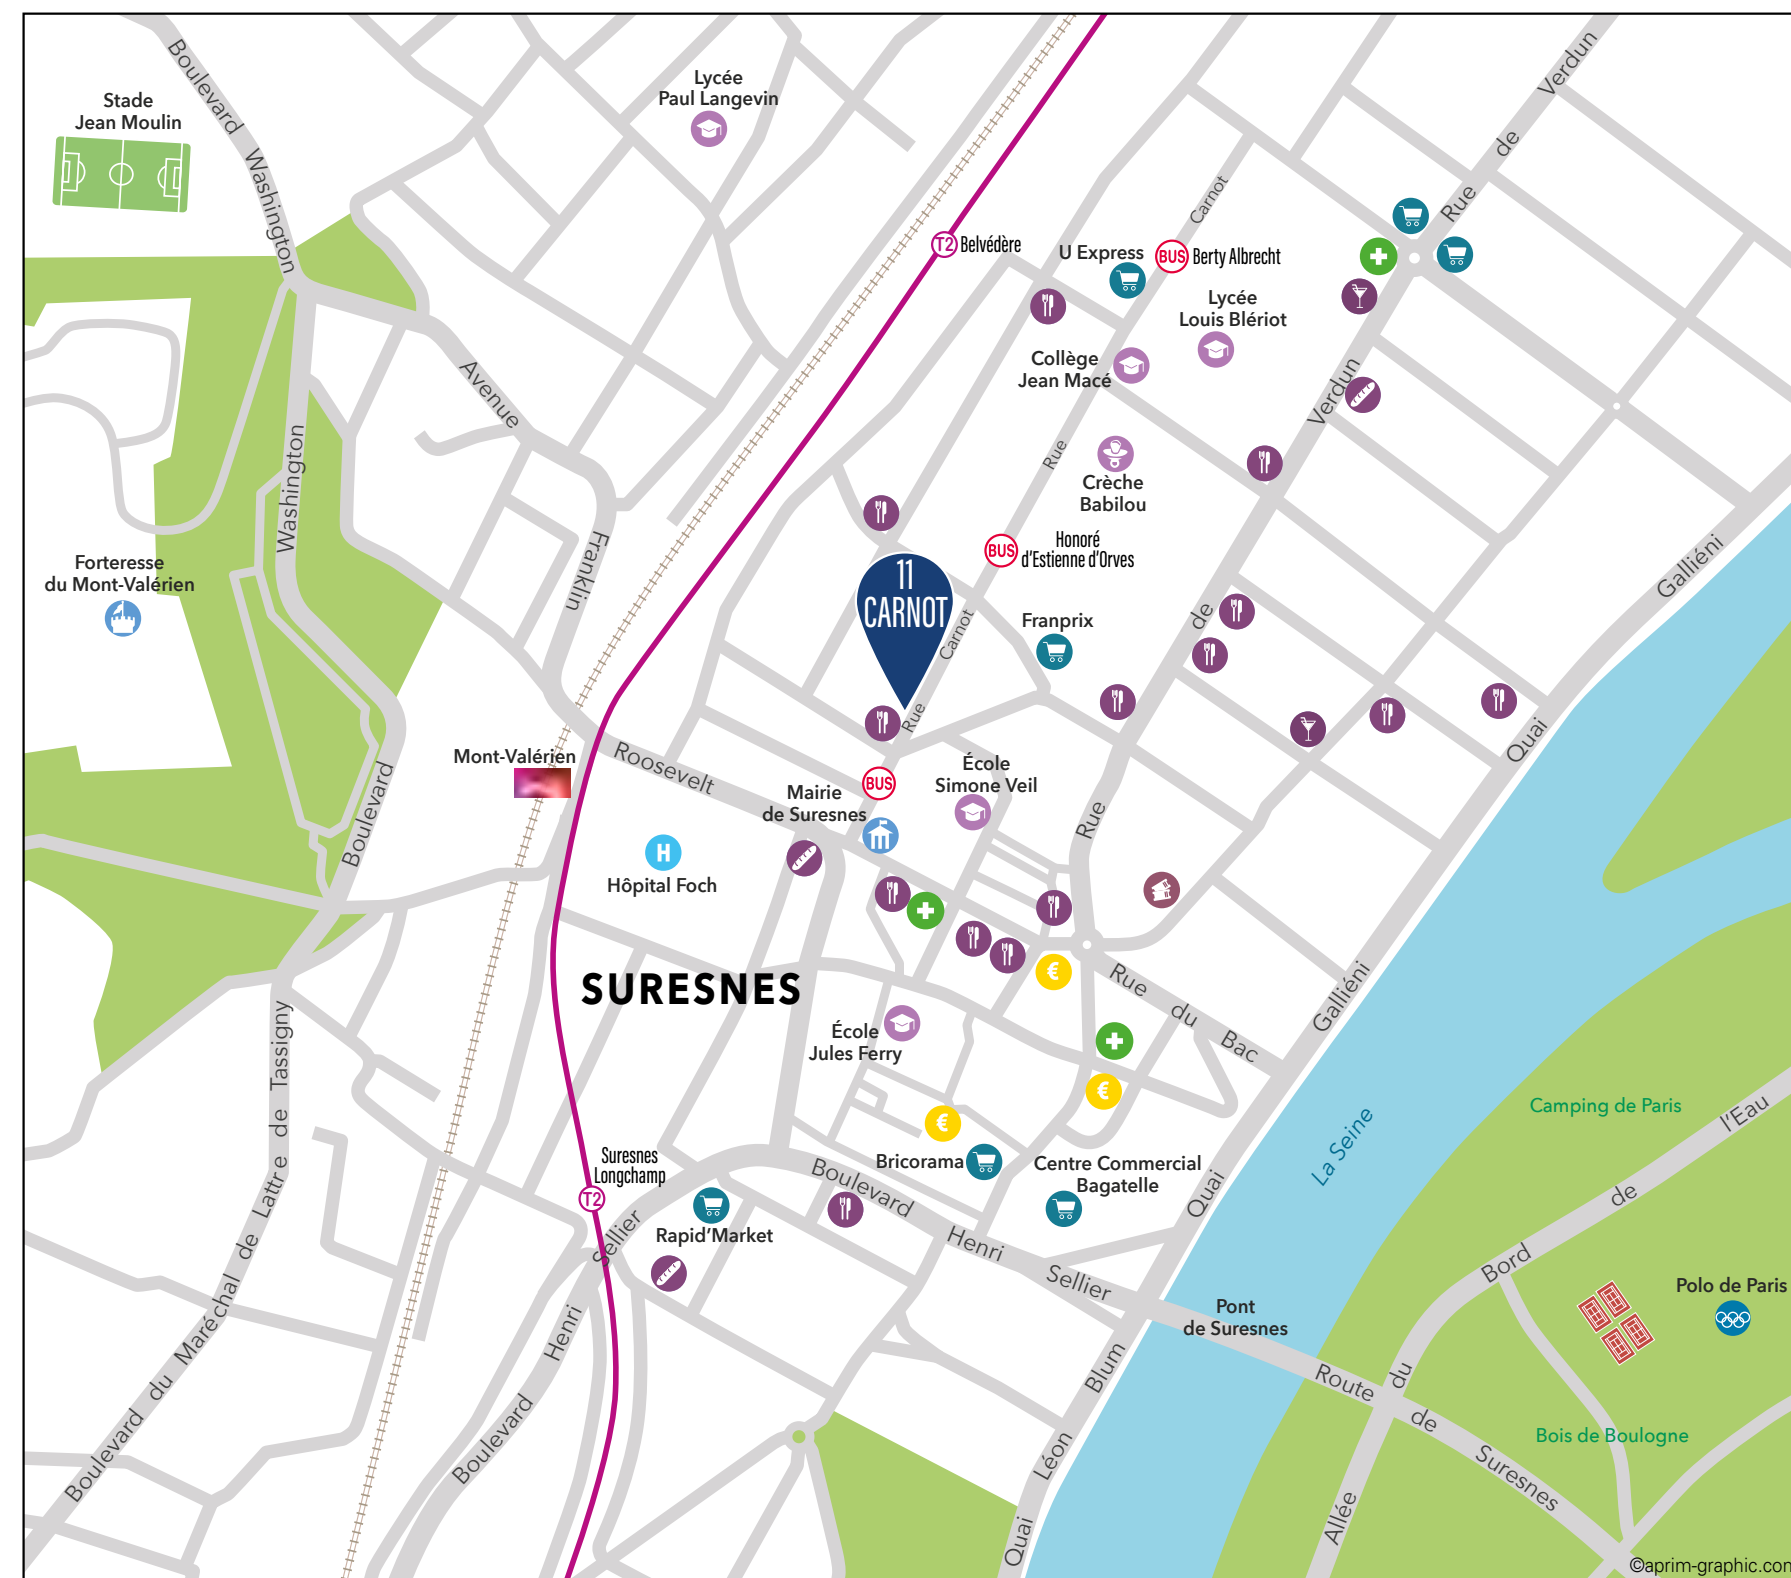 Boulevard Washington
Stade
Jean Moulin
Lycée
Paul Langevin
Rue de Verdun
T2 Belvédère
U Express
BUS Berty Albrecht
Carnot
Lycée
Louis Blériot
Collège
Jean Macé
Rue
Crèche
Babilou
Verdun
Avenue
Franklin
Washington
Forteresse
du Mont-Valérien
BUS
Honoré
d'Estienne d'Orves
11
CARNOT
Carnot
Rue
Franprix
de
Galliéni
Quai
Mont-Valérien
Roosevelt
Boulevard
BUS
Mairie
de Suresnes
École
Simone Veil
Rue
H
Hôpital Foch
SURESNES
€
Rue du Bac
Galliéni
École
Jules Ferry
€
€
Boulevard du Maréchal de Lattre de Tassigny
Camping de Paris
La Seine
Allée du Bord de l'Eau
Suresnes
Longchamp
T2
Bricorama
Centre Commercial
Bagatelle
Quai
Boulevard Henri Sellier
Rapid'Market
Boulevard Henri Sellier
Pont
de Suresnes
Polo de Paris
Route de Suresnes
Bois de Boulogne
Quai Léon Blum
©aprim-graphic.con